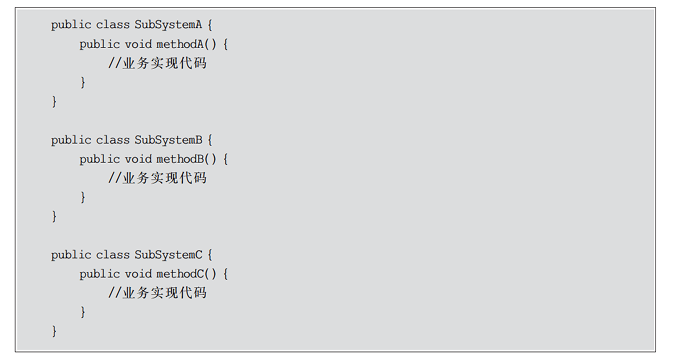 public class SubSystemA {
public void methodA() {
//业务实现代码
}
}
public class SubSystemB {
public void methodB() {
//业务实现代码
}
}
public class SubSystemC {
public void methodC() {
//业务实现代码
}
}